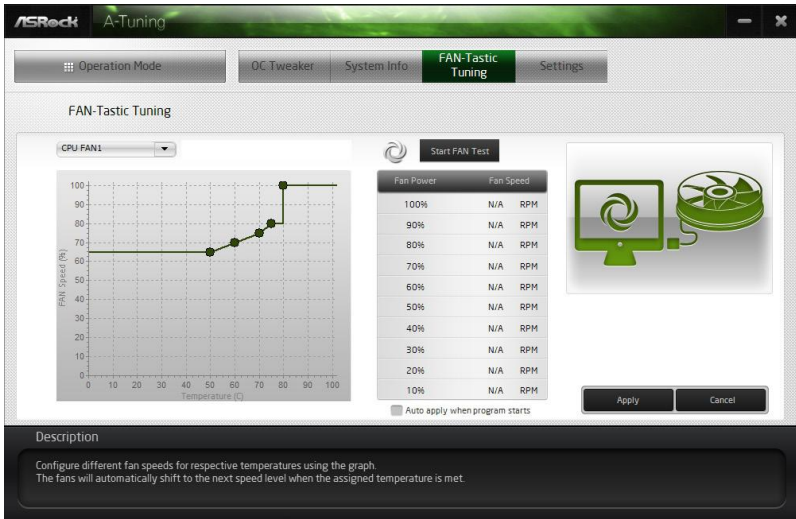 ASRock A-Tuning
Operation Mode OC Tweaker System Info FAN-Tastic Tuning Settings
FAN-Tastic Tuning
CPU FAN1
Start FAN Test
Fan Power Fan Speed
100% N/A RPM
90% N/A RPM
80% N/A RPM
70% N/A RPM
60% N/A RPM
50% N/A RPM
40% N/A RPM
30% N/A RPM
20% N/A RPM
10% N/A RPM
Auto apply when program starts
FAN Speed (%)
100
90
80
70
60
50
40
30
20
10
0
0 10 20 30 40 50 60 70 80 90 100
Temperature (C)
Apply Cancel
Description
Configure different fan speeds for respective temperatures using the graph.
The fans will automatically shift to the next speed level when the assigned temperature is met.